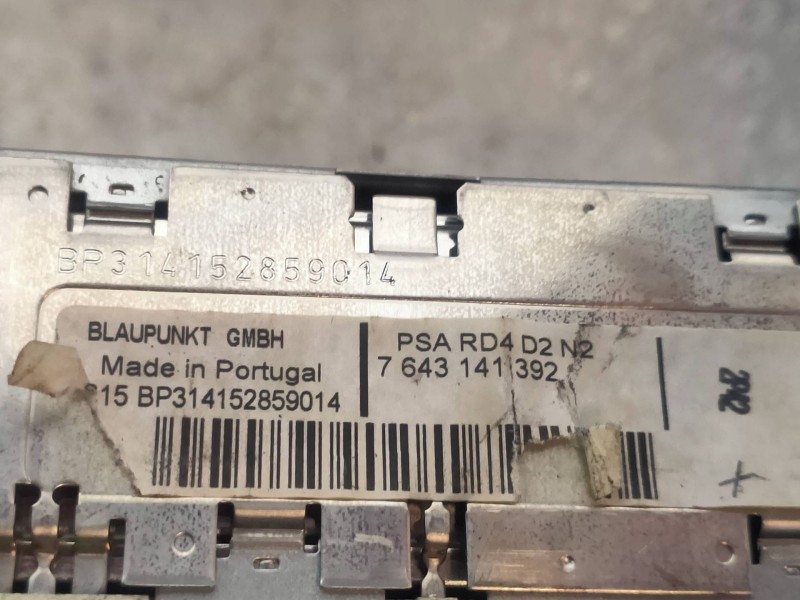 BP314152859014
BLAUPUNKT GMBH
Made in Portugal
815 BP314152859014
PSA RD4 D2 N2
7 643 141 392